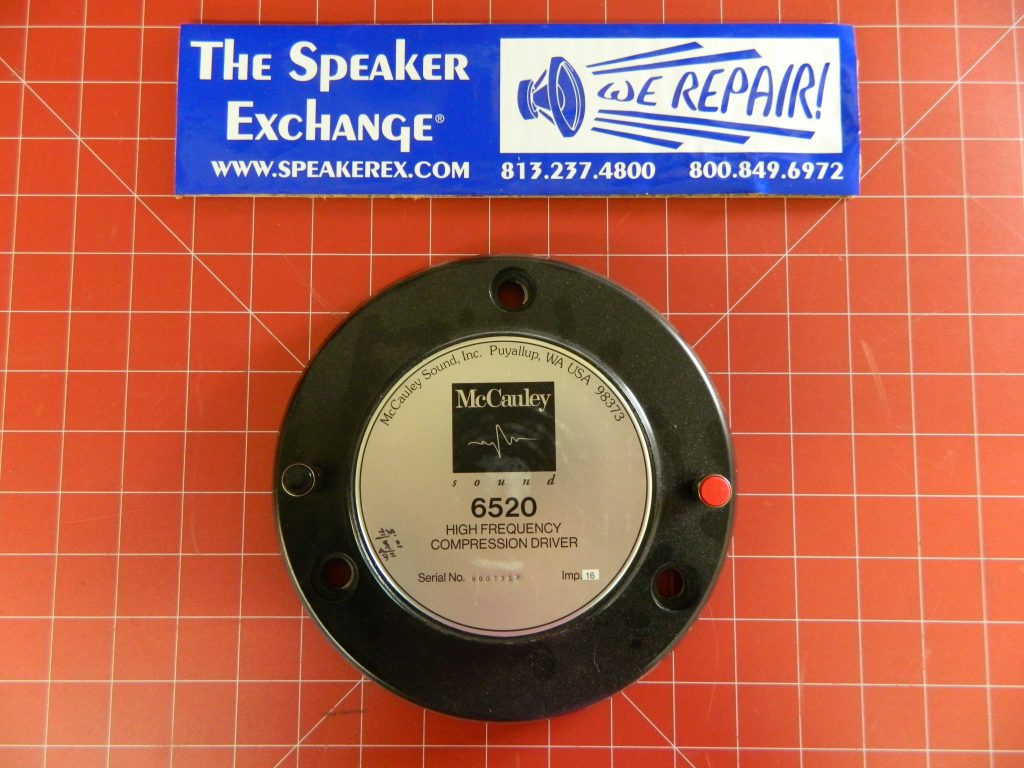 The Speaker
Exchange®
WE REPAIR!
www.speakerex.com 813.237.4800 800.849.6972
McCauley Sound, Inc. Puyallup, WA USA 98373
McCauley
sound
6520
HIGH FREQUENCY
COMPRESSION DRIVER
Serial No.
Imp. 16